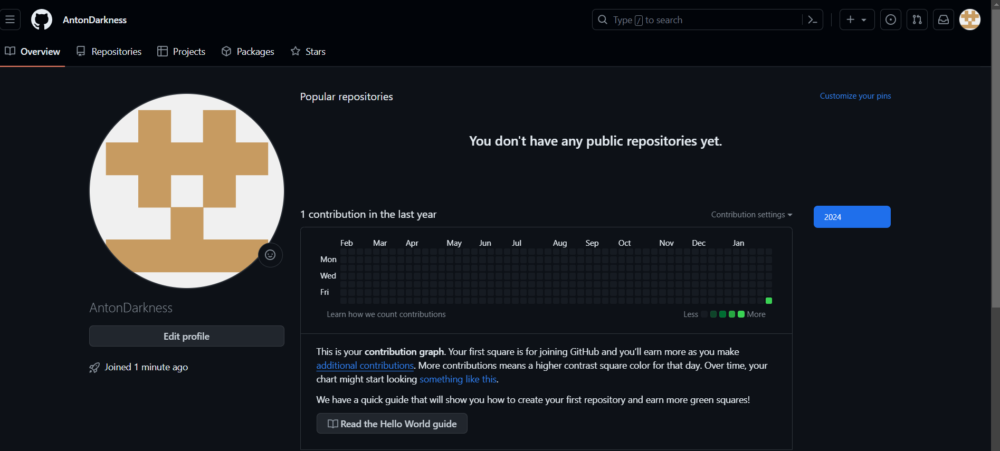 AntonDarkness
Type / to search
Overview
Repositories
Projects
Packages
Stars
Popular repositories
Customize your pins
You don't have any public repositories yet.
1 contribution in the last year
Contribution settings
2024
Feb Mar Apr May Jun Jul Aug Sep Oct Nov Dec Jan
Mon
Wed
Fri
Learn how we count contributions
Less
More
AntonDarkness
Edit profile
Joined 1 minute ago
This is your contribution graph. Your first square is for joining GitHub and you’ll earn more as you make
additional contributions. More contributions means a higher contrast square color for that day. Over time, your
chart might start looking something like this.
We have a quick guide that will show you how to create your first repository and earn more green squares!
Read the Hello World guide